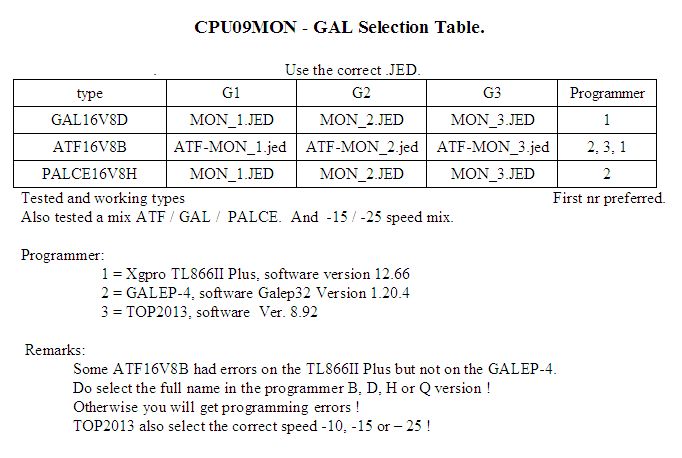 CPU09MON - GAL Selection Table.
. Use the correct .JED.
type G1 G2 G3 Programmer
GAL16V8D MON_1.JED MON_2.JED MON_3.JED 1
ATF16V8B ATF-MON_1.jed ATF-MON_2.jed ATF-MON_3.jed 2, 3, 1
PALCE16V8H MON_1.JED MON_2.JED MON_3.JED 2
Tested and working types First nr preferred.
Also tested a mix ATF / GAL / PALCE. And -15 / -25 speed mix.
Programmer:
1 = Xgpro TL866II Plus, software version 12.66
2 = GALEP-4, software Galep32 Version 1.20.4
3 = TOP2013, software Ver. 8.92
Remarks:
Some ATF16V8B had errors on the TL866II Plus but not on the GALEP-4.
Do select the full name in the programmer B, D, H or Q version !
Otherwise you will get programming errors !
TOP2013 also select the correct speed -10, -15 or – 25 !